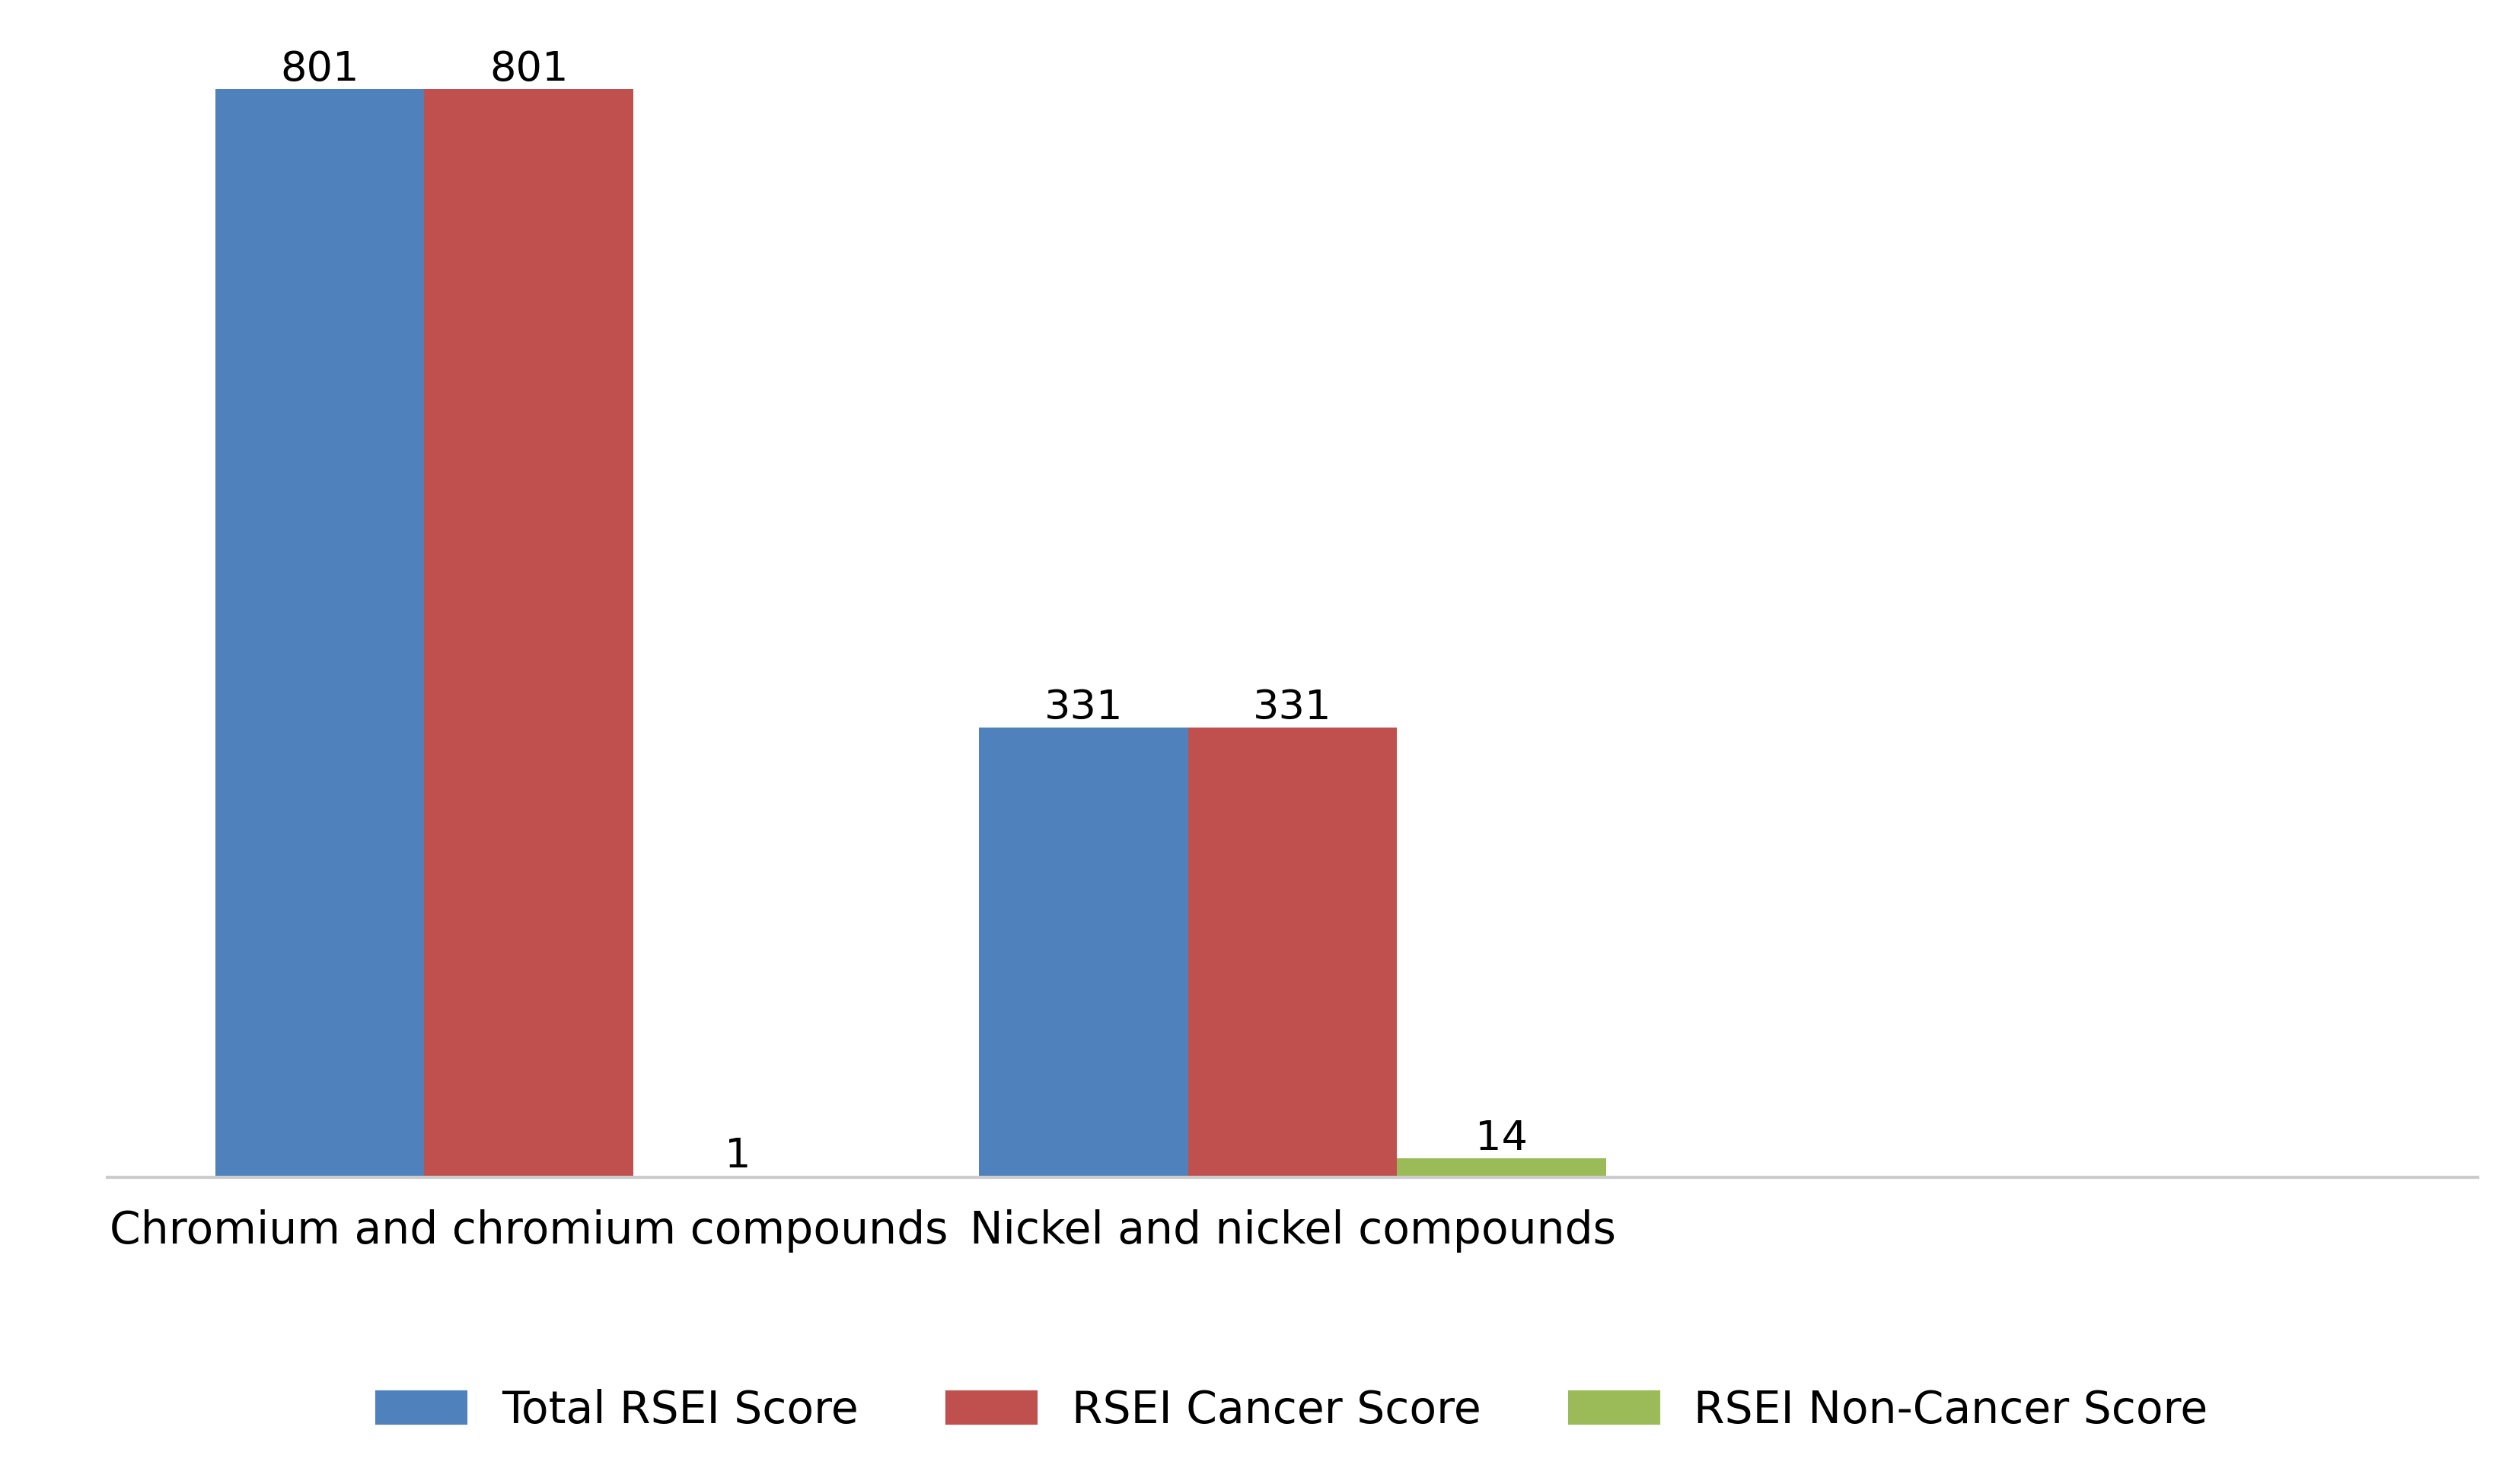 801 801
331 331
1
14
Chromium and chromium compounds Nickel and nickel compounds
Total RSEI Score RSEI Cancer Score RSEI Non-Cancer Score